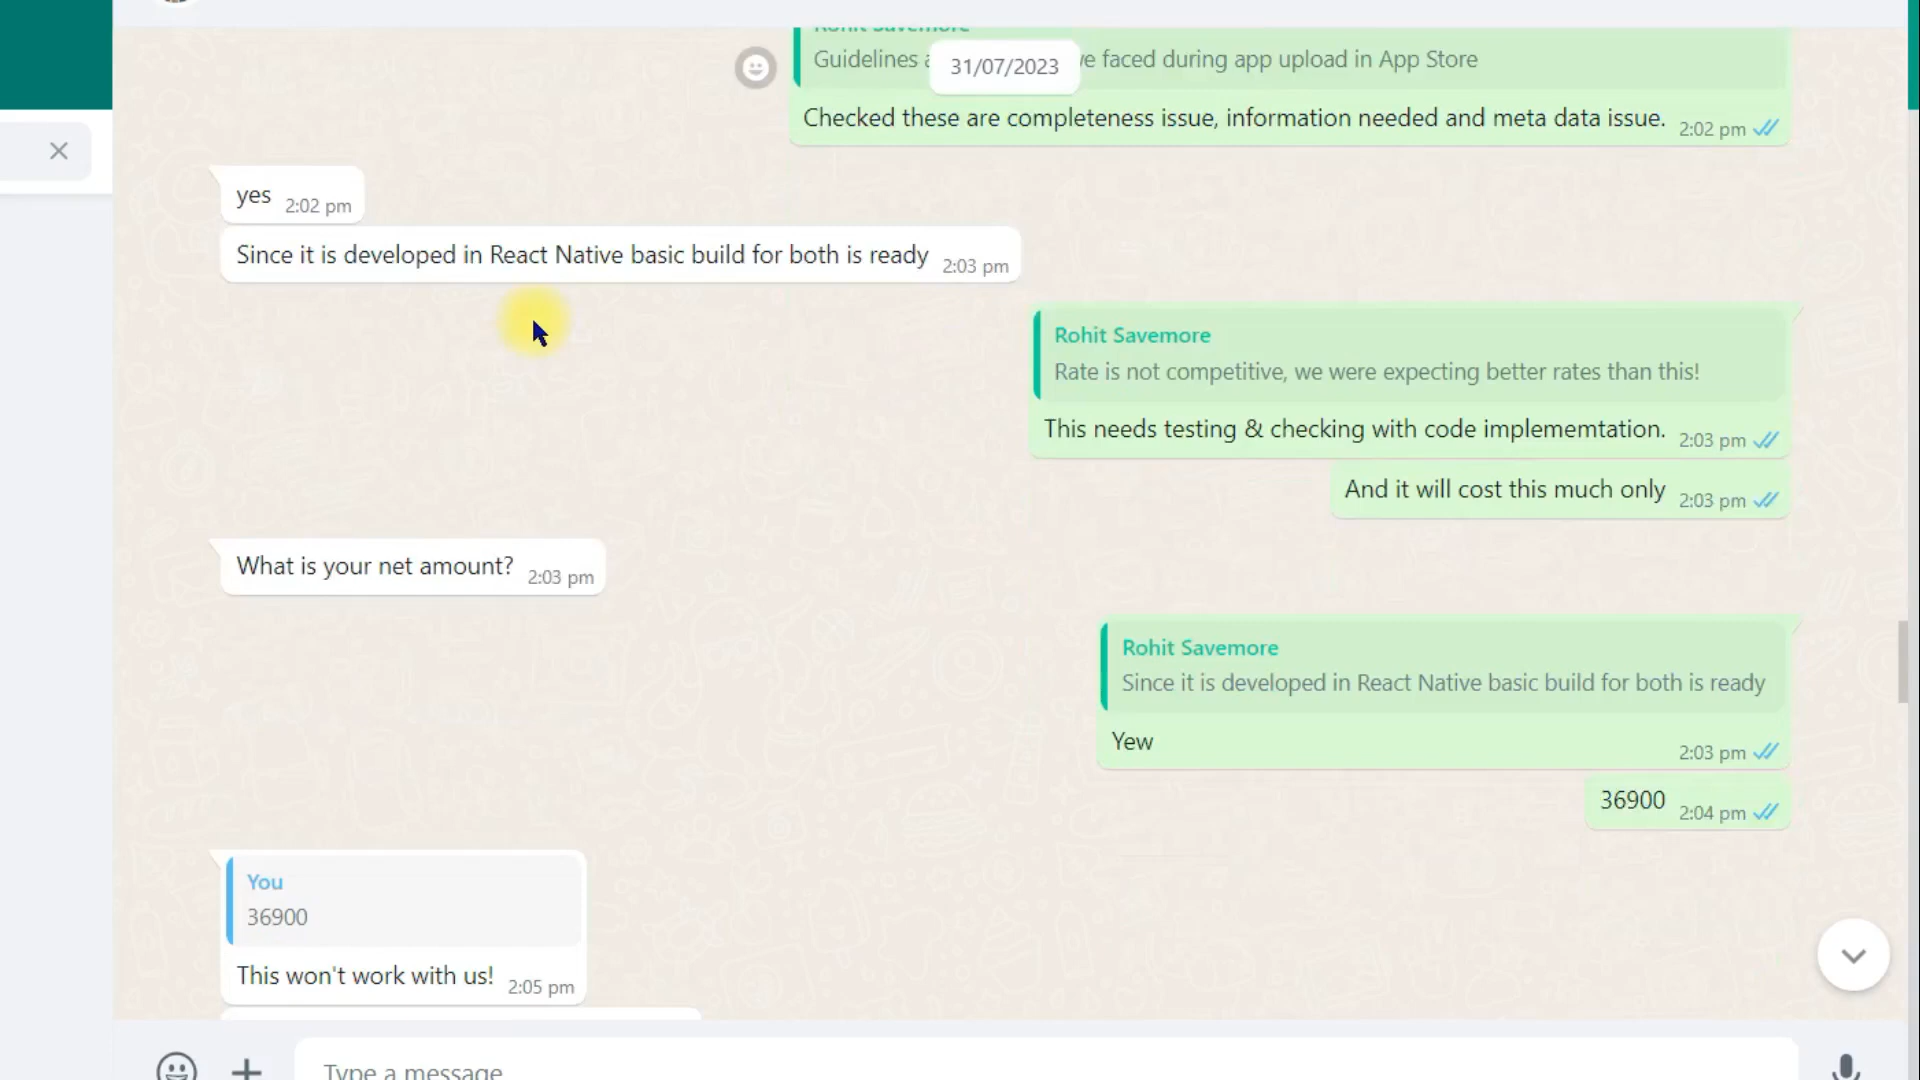 Rohit Savemore
Guidelines a
31/07/2023
ve faced during app upload in App Store
Checked these are completeness issue, information needed and meta data issue. 2:02 pm
yes 2:02 pm
Since it is developed in React Native basic build for both is ready 2:03 pm
Rohit Savemore
Rate is not competitive, we were expecting better rates than this!
This needs testing & checking with code implememtation. 2:03 pm
And it will cost this much only 2:03 pm
What is your net amount? 2:03 pm
Rohit Savemore
Since it is developed in React Native basic build for both is ready
Yew 2:03 pm
36900 2:04 pm
You
36900
This won't work with us! 2:05 pm
Type a message